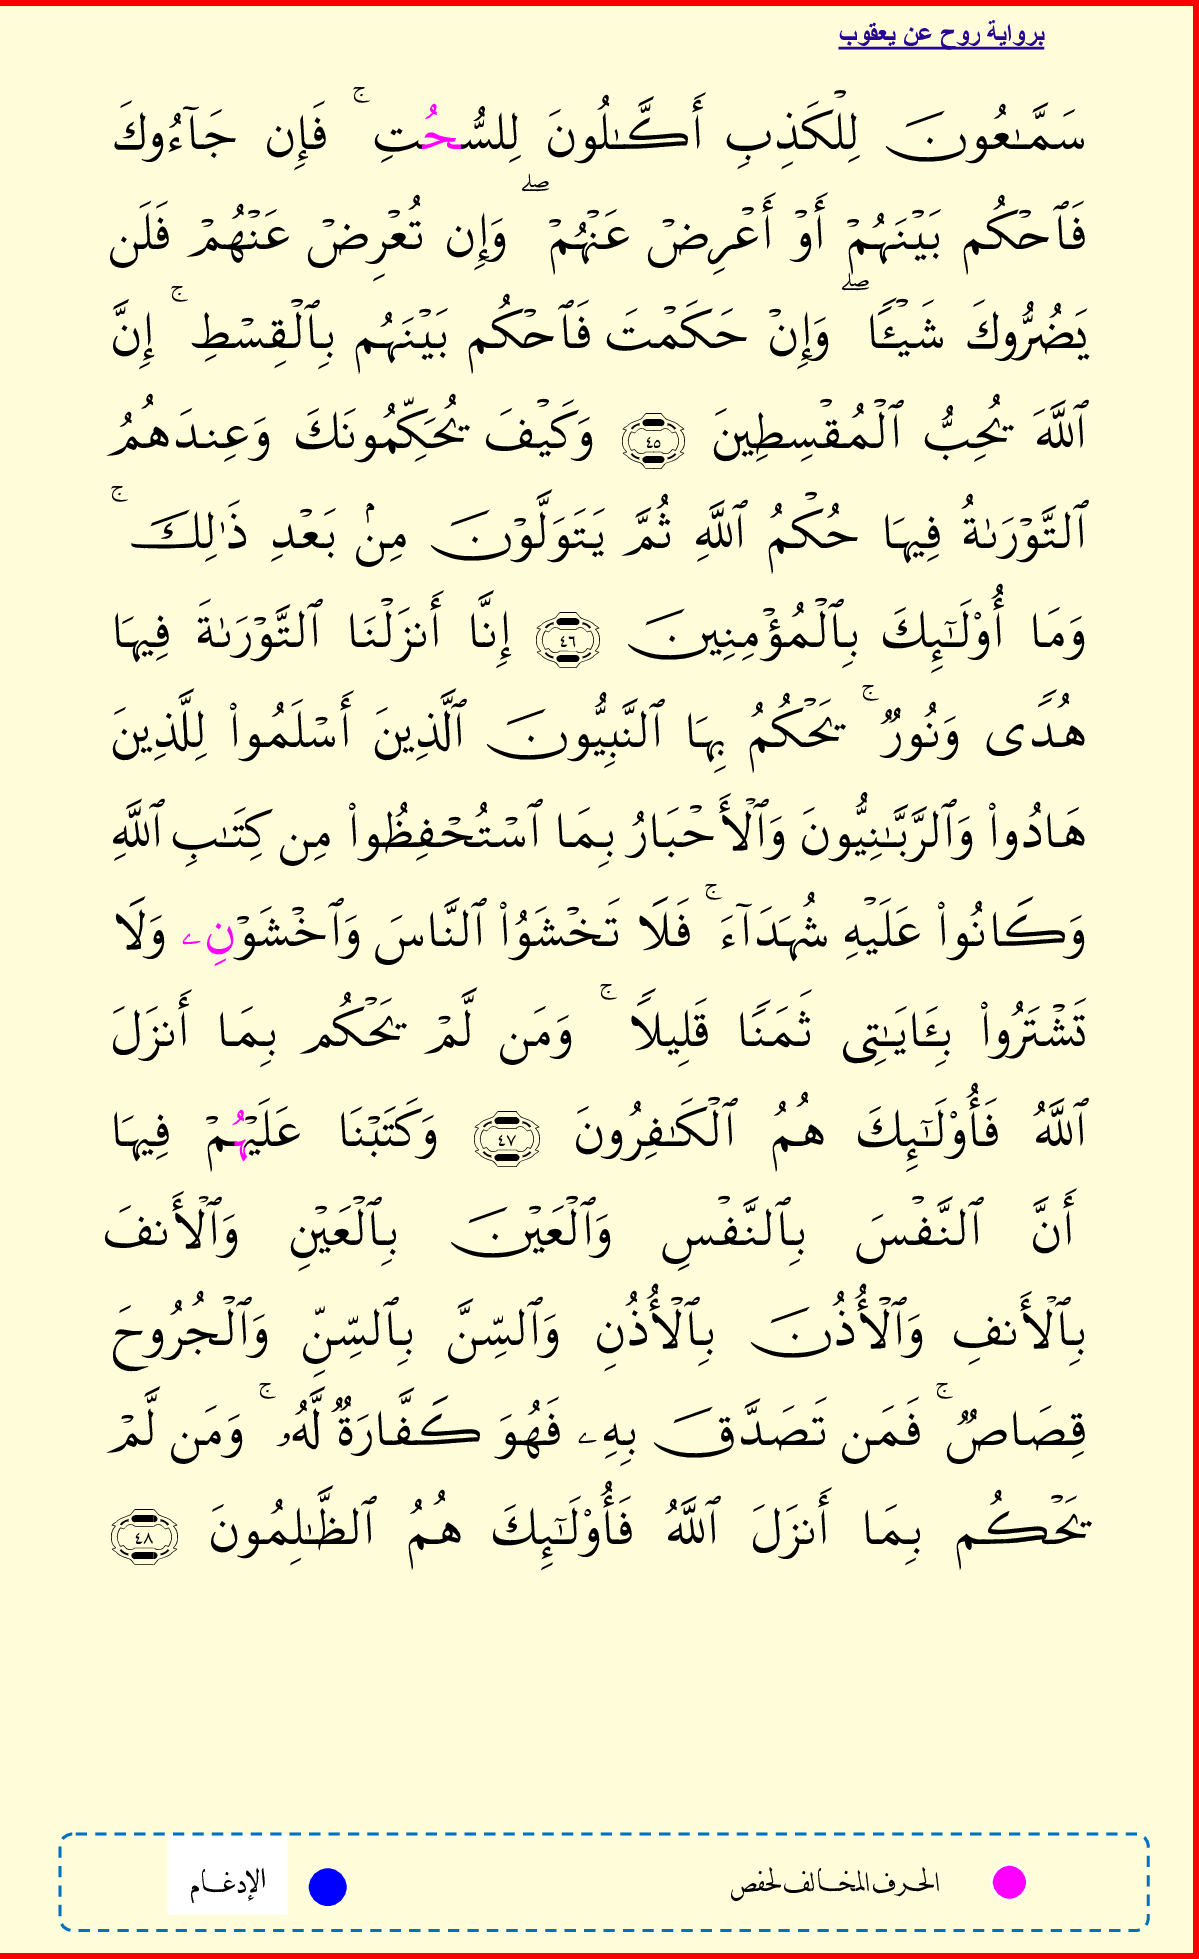 برواية روح عن يعقوب
سَمَّٰعُونَ لِلْكَذِبِ أَكَّٰلُونَ لِلسُّحُتِ ۚ فَإِن جَآءُوكَ
فَٱحْكُم بَيْنَهُمْ أَوْ أَعْرِضْ عَنْهُمْ ۖ وَإِن تُعْرِضْ عَنْهُمْ فَلَن
يَضُرُّوكَ شَيْـًٔا ۖ وَإِنْ حَكَمْتَ فَٱحْكُم بَيْنَهُم بِٱلْقِسْطِ ۚ إِنَّ
ٱللَّهَ يُحِبُّ ٱلْمُقْسِطِينَ ٤٥ وَكَيْفَ يُحَكِّمُونَكَ وَعِندَهُمُ
ٱلتَّوْرَىٰةُ فِيهَا حُكْمُ ٱللَّهِ ثُمَّ يَتَوَلَّوْنَ مِنۢ بَعْدِ ذَٰلِكَ ۚ
وَمَا أُوْلَٰٓئِكَ بِٱلْمُؤْمِنِينَ ٤٦ إِنَّا أَنزَلْنَا ٱلتَّوْرَىٰةَ فِيهَا
هُدًى وَنُورٌ ۚ يَحْكُمُ بِهَا ٱلنَّبِيُّونَ ٱلَّذِينَ أَسْلَمُوا۟ لِلَّذِينَ
هَادُوا۟ وَٱلرَّبَّٰنِيُّونَ وَٱلْأَحْبَارُ بِمَا ٱسْتُحْفِظُوا۟ مِن كِتَٰبِ ٱللَّهِ
وَكَانُوا۟ عَلَيْهِ شُهَدَآءَ ۚ فَلَا تَخْشَوُا۟ ٱلنَّاسَ وَٱخْشَوْنِۦ وَلَا
تَشْتَرُوا۟ بِـَٔايَٰتِى ثَمَنًا قَلِيلًا ۚ وَمَن لَّمْ يَحْكُم بِمَا أَنزَلَ
ٱللَّهُ فَأُوْلَٰٓئِكَ هُمُ ٱلْكَٰفِرُونَ ٤٧ وَكَتَبْنَا عَلَيْهُمْ فِيهَا
أَنَّ ٱلنَّفْسَ بِٱلنَّفْسِ وَٱلْعَيْنَ بِٱلْعَيْنِ وَٱلْأَنفَ
بِٱلْأَنفِ وَٱلْأُذُنَ بِٱلْأُذُنِ وَٱلسِّنَّ بِٱلسِّنِّ وَٱلْجُرُوحَ
قِصَاصٌ ۚ فَمَن تَصَدَّقَ بِهِۦ فَهُوَ كَفَّارَةٌ لَّهُۥ ۚ وَمَن لَّمْ
يَحْكُم بِمَا أَنزَلَ ٱللَّهُ فَأُوْلَٰٓئِكَ هُمُ ٱلظَّٰلِمُونَ ٤٨
الحرف المخالف لحفص الإدغام